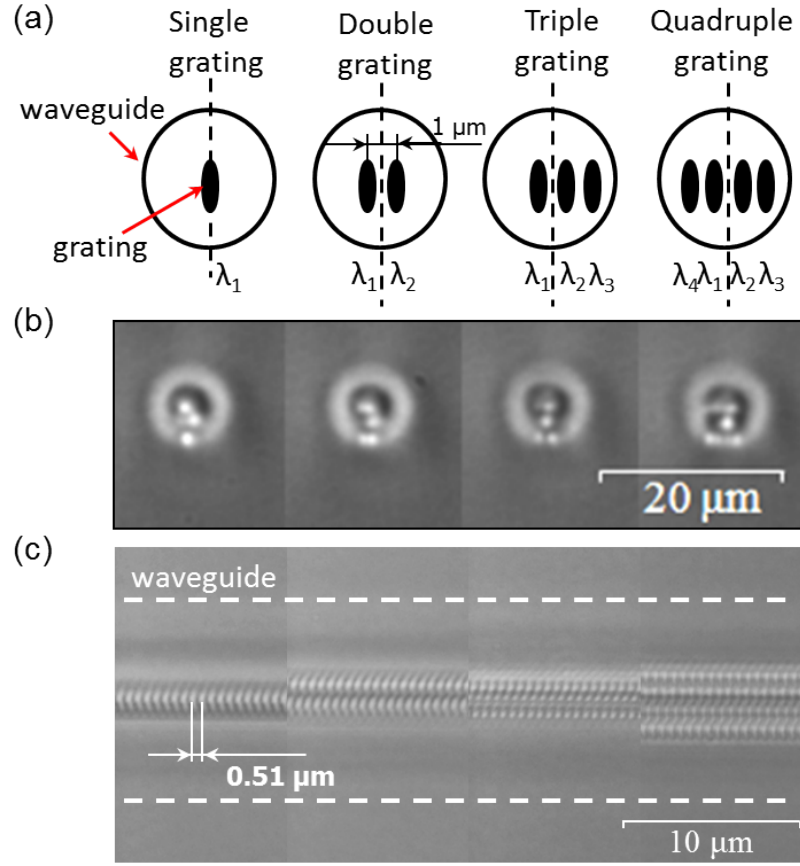 (a)
Single
grating
Double
grating
Triple
grating
Quadruple
grating
waveguide
1 μm
grating
λ1
λ1 λ2
λ1 λ2 λ3
λ4 λ1 λ2 λ3
(b)
20 μm
(c)
waveguide
0.51 μm
10 μm